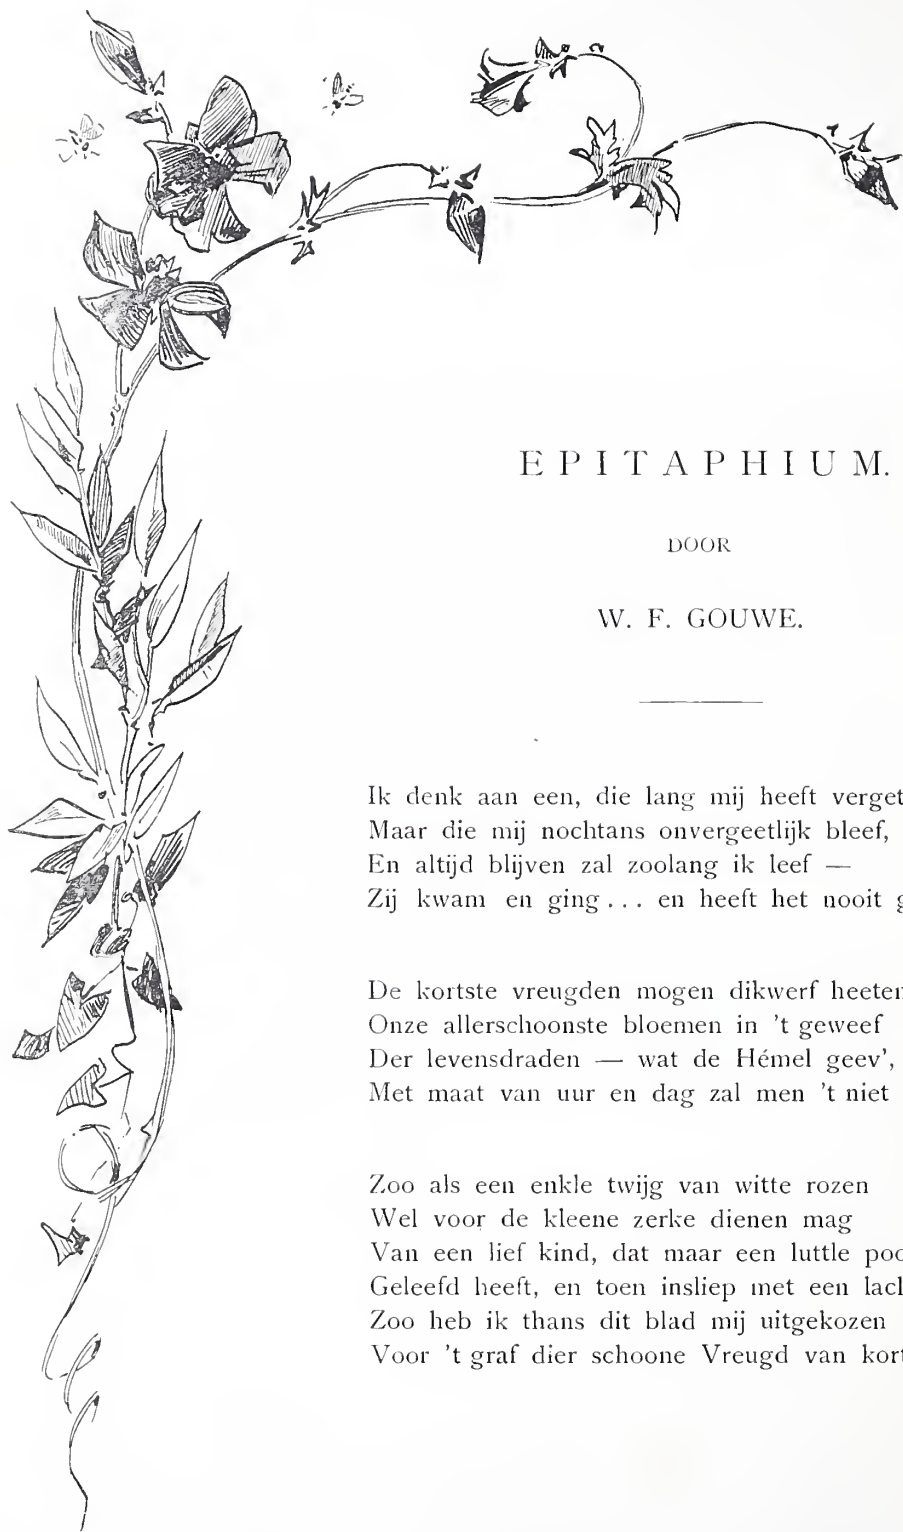 EPITAPHIUM.
DOOR
W. F. GOUWE.
Ik denk aan een, die lang mij heeft verget
Maar die mij nochtans onvergeetlijk bleef,
En altijd blijven zal zoolang ik leef —
Zij kwam en ging... en heeft het nooit g
De kortste vreugden mogen dikwerf heeten
Onze allerschoonste bloemen in 't geweef
Der levensdraden — wat de Hémel geev',
Met maat van uur en dag zal men 't niet
Zoo als een enkle twijg van witte rozen
Wel voor de kleene zerke dienen mag
Van een lief kind, dat maar een luttle poo
Geleefd heeft, en toen insliep met een lach
Zoo heb ik thans dit blad mij uitgekozen
Voor 't graf dier schoone Vreugd van kort